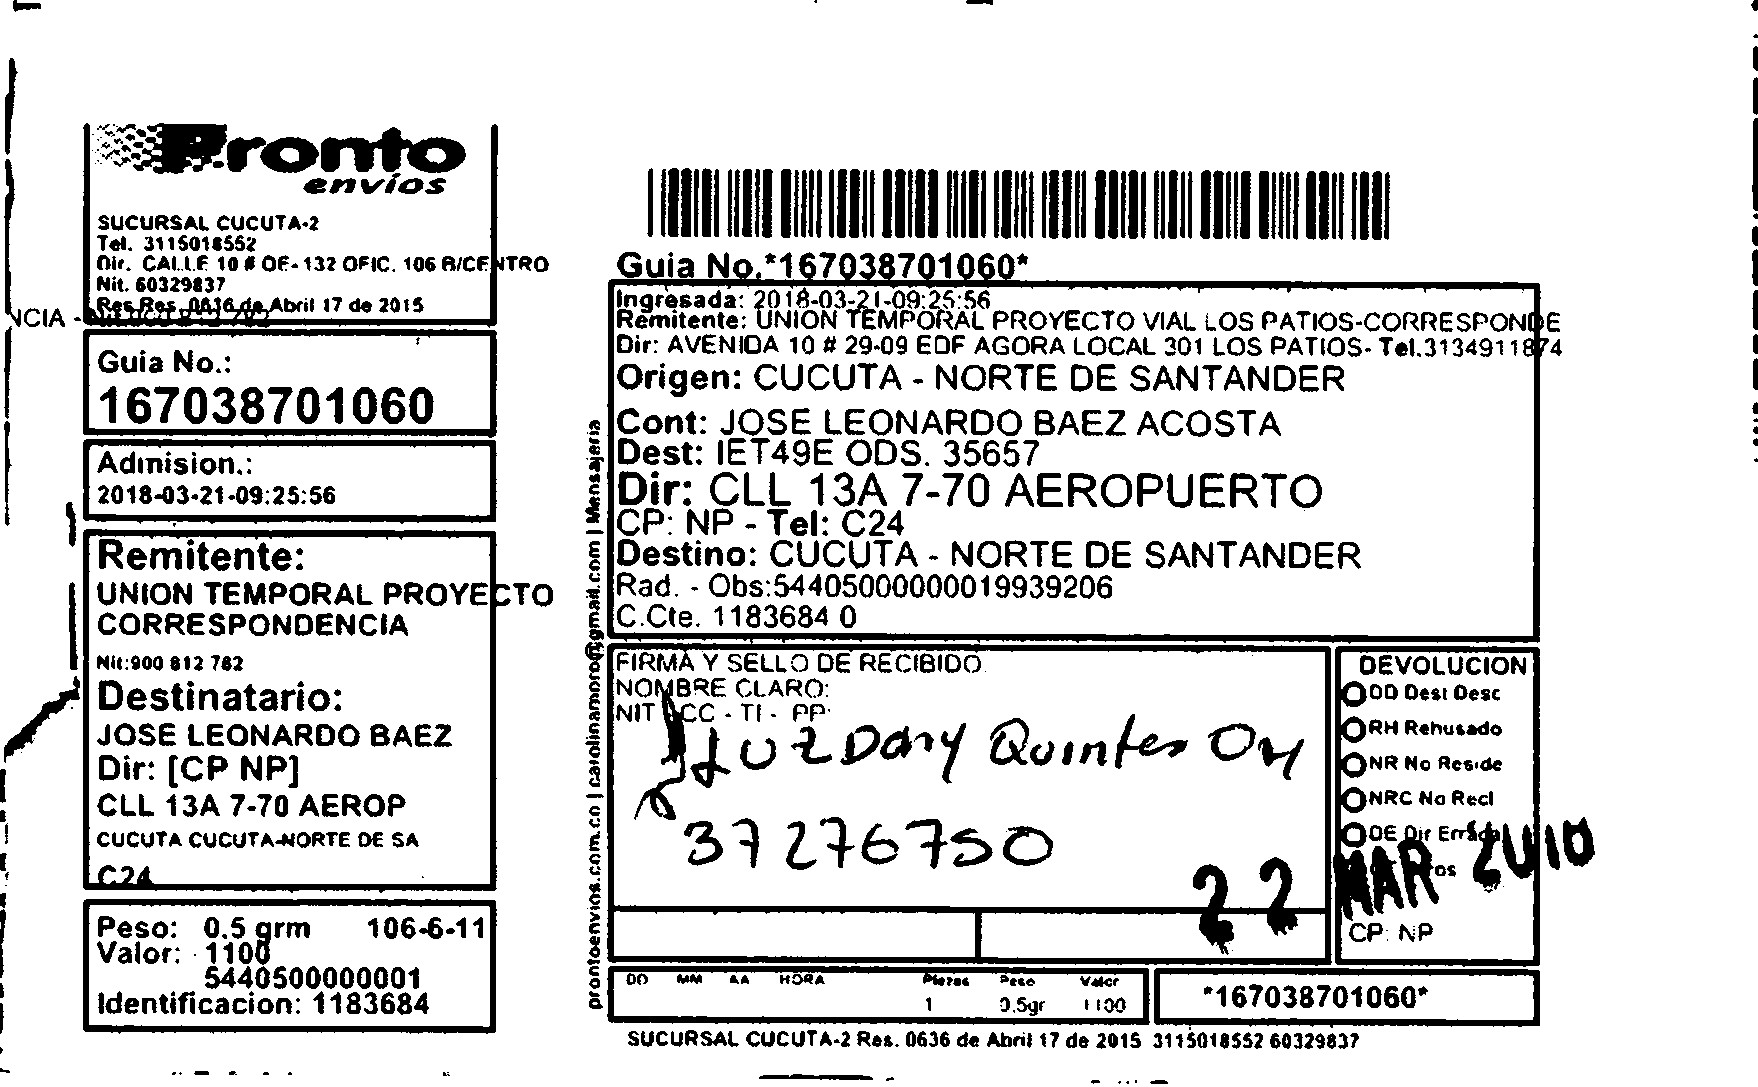 Pronto
envíos
SUCURSAL CUCUTA-2
Tel. 3115018552
Dir. CALLE 10 # OE-132 OFIC. 106 B/CENTRO
Nit. 60329837
Res.Res. 0636 de Abril 17 de 2015
NCIA -
Guia No.:
167038701060
Admision.:
2018-03-21-09:25:56
Remitente:
UNION TEMPORAL PROYECTO
CORRESPONDENCIA
Nit:900 812 782
Destinatario:
JOSE LEONARDO BAEZ
Dir: [CP NP]
CLL 13A 7-70 AEROP
CUCUTA CUCUTA-NORTE DE SA
C24
Peso: 0.5 grm 106-6-11
Valor: 1100
5440500000001
Identificacion: 1183684
prontoenvios.com.co | carolinamoro@gmail.com | Mensajeria
Guia No.*167038701060*
Ingresada: 2018-03-21-09:25:56
Remitente: UNION TEMPORAL PROYECTO VIAL LOS PATIOS-CORRESPONDE
Dir: AVENIDA 10 # 29-09 EDF AGORA LOCAL 301 LOS PATIOS- Tel.3134911874
Origen: CUCUTA - NORTE DE SANTANDER
Cont: JOSE LEONARDO BAEZ ACOSTA
Dest: IET49E ODS. 35657
Dir: CLL 13A 7-70 AEROPUERTO
CP: NP - Tel: C24
Destino: CUCUTA - NORTE DE SANTANDER
Rad. - Obs:54405000000019939206
C.Cte. 1183684 0
FIRMA Y SELLO DE RECIBIDO
NOMBRE CLARO:
NIT CC - TI - PP:
Luz Dary Quintes
37276750
22 MAR
DEVOLUCION
DD Dest Desc
RH Rehusado
NR No Reside
NRC No Recl
DE Dir Errada
CP: NP
DD MM AA HORA Piezas Peso Valor
1 0.5gr 1100
*167038701060*
SUCURSAL CUCUTA-2 Res. 0636 de Abril 17 de 2015 3115018552 60329837